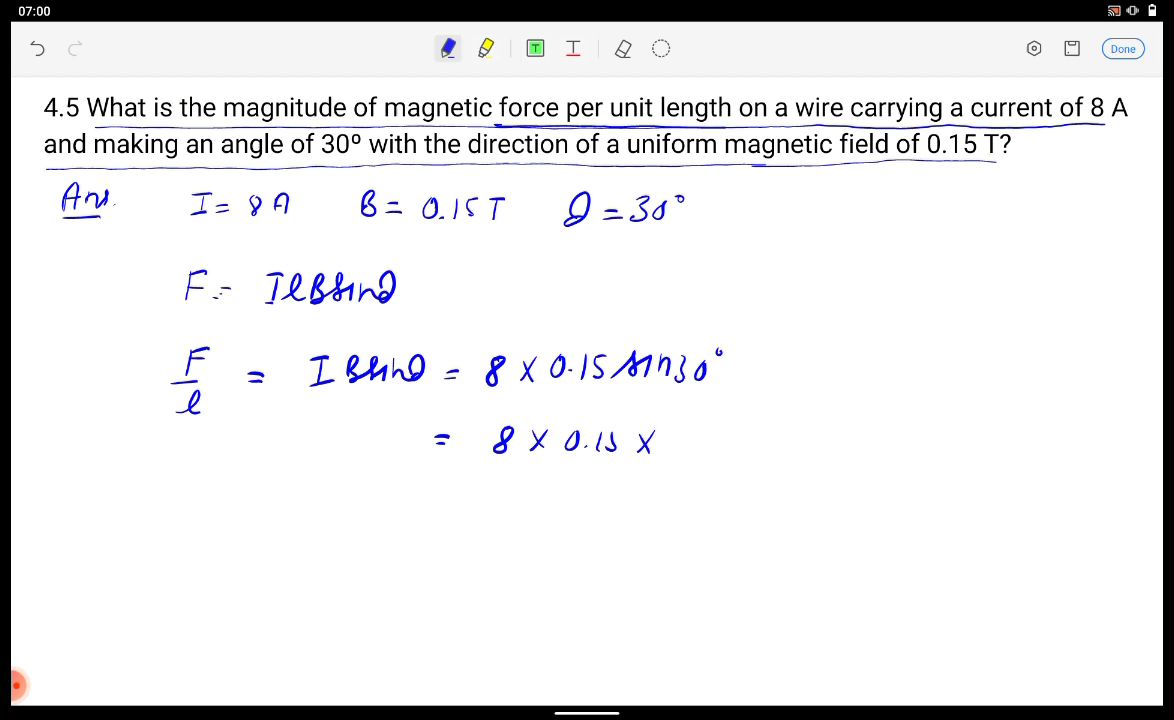 07:00
Done
4.5 What is the magnitude of magnetic force per unit length on a wire carrying a current of 8 A
and making an angle of 30º with the direction of a uniform magnetic field of 0.15 T?
Ans. I = 8 A B = 0.15 T θ = 30°
F = IlBsinθ
F/l = IBsinθ = 8 × 0.15 sin30°
= 8 × 0.15 ×